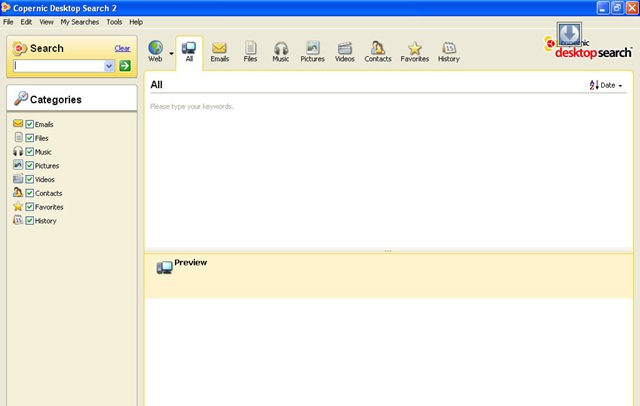 Copernic Desktop Search 2
File Edit View My Searches Tools Help
Search Clear
Web All Emails Files Music Pictures Videos Contacts Favorites History
desktop search
Categories
Emails
Files
Music
Pictures
Videos
Contacts
Favorites
History
All Date
Please type your keywords.
Preview